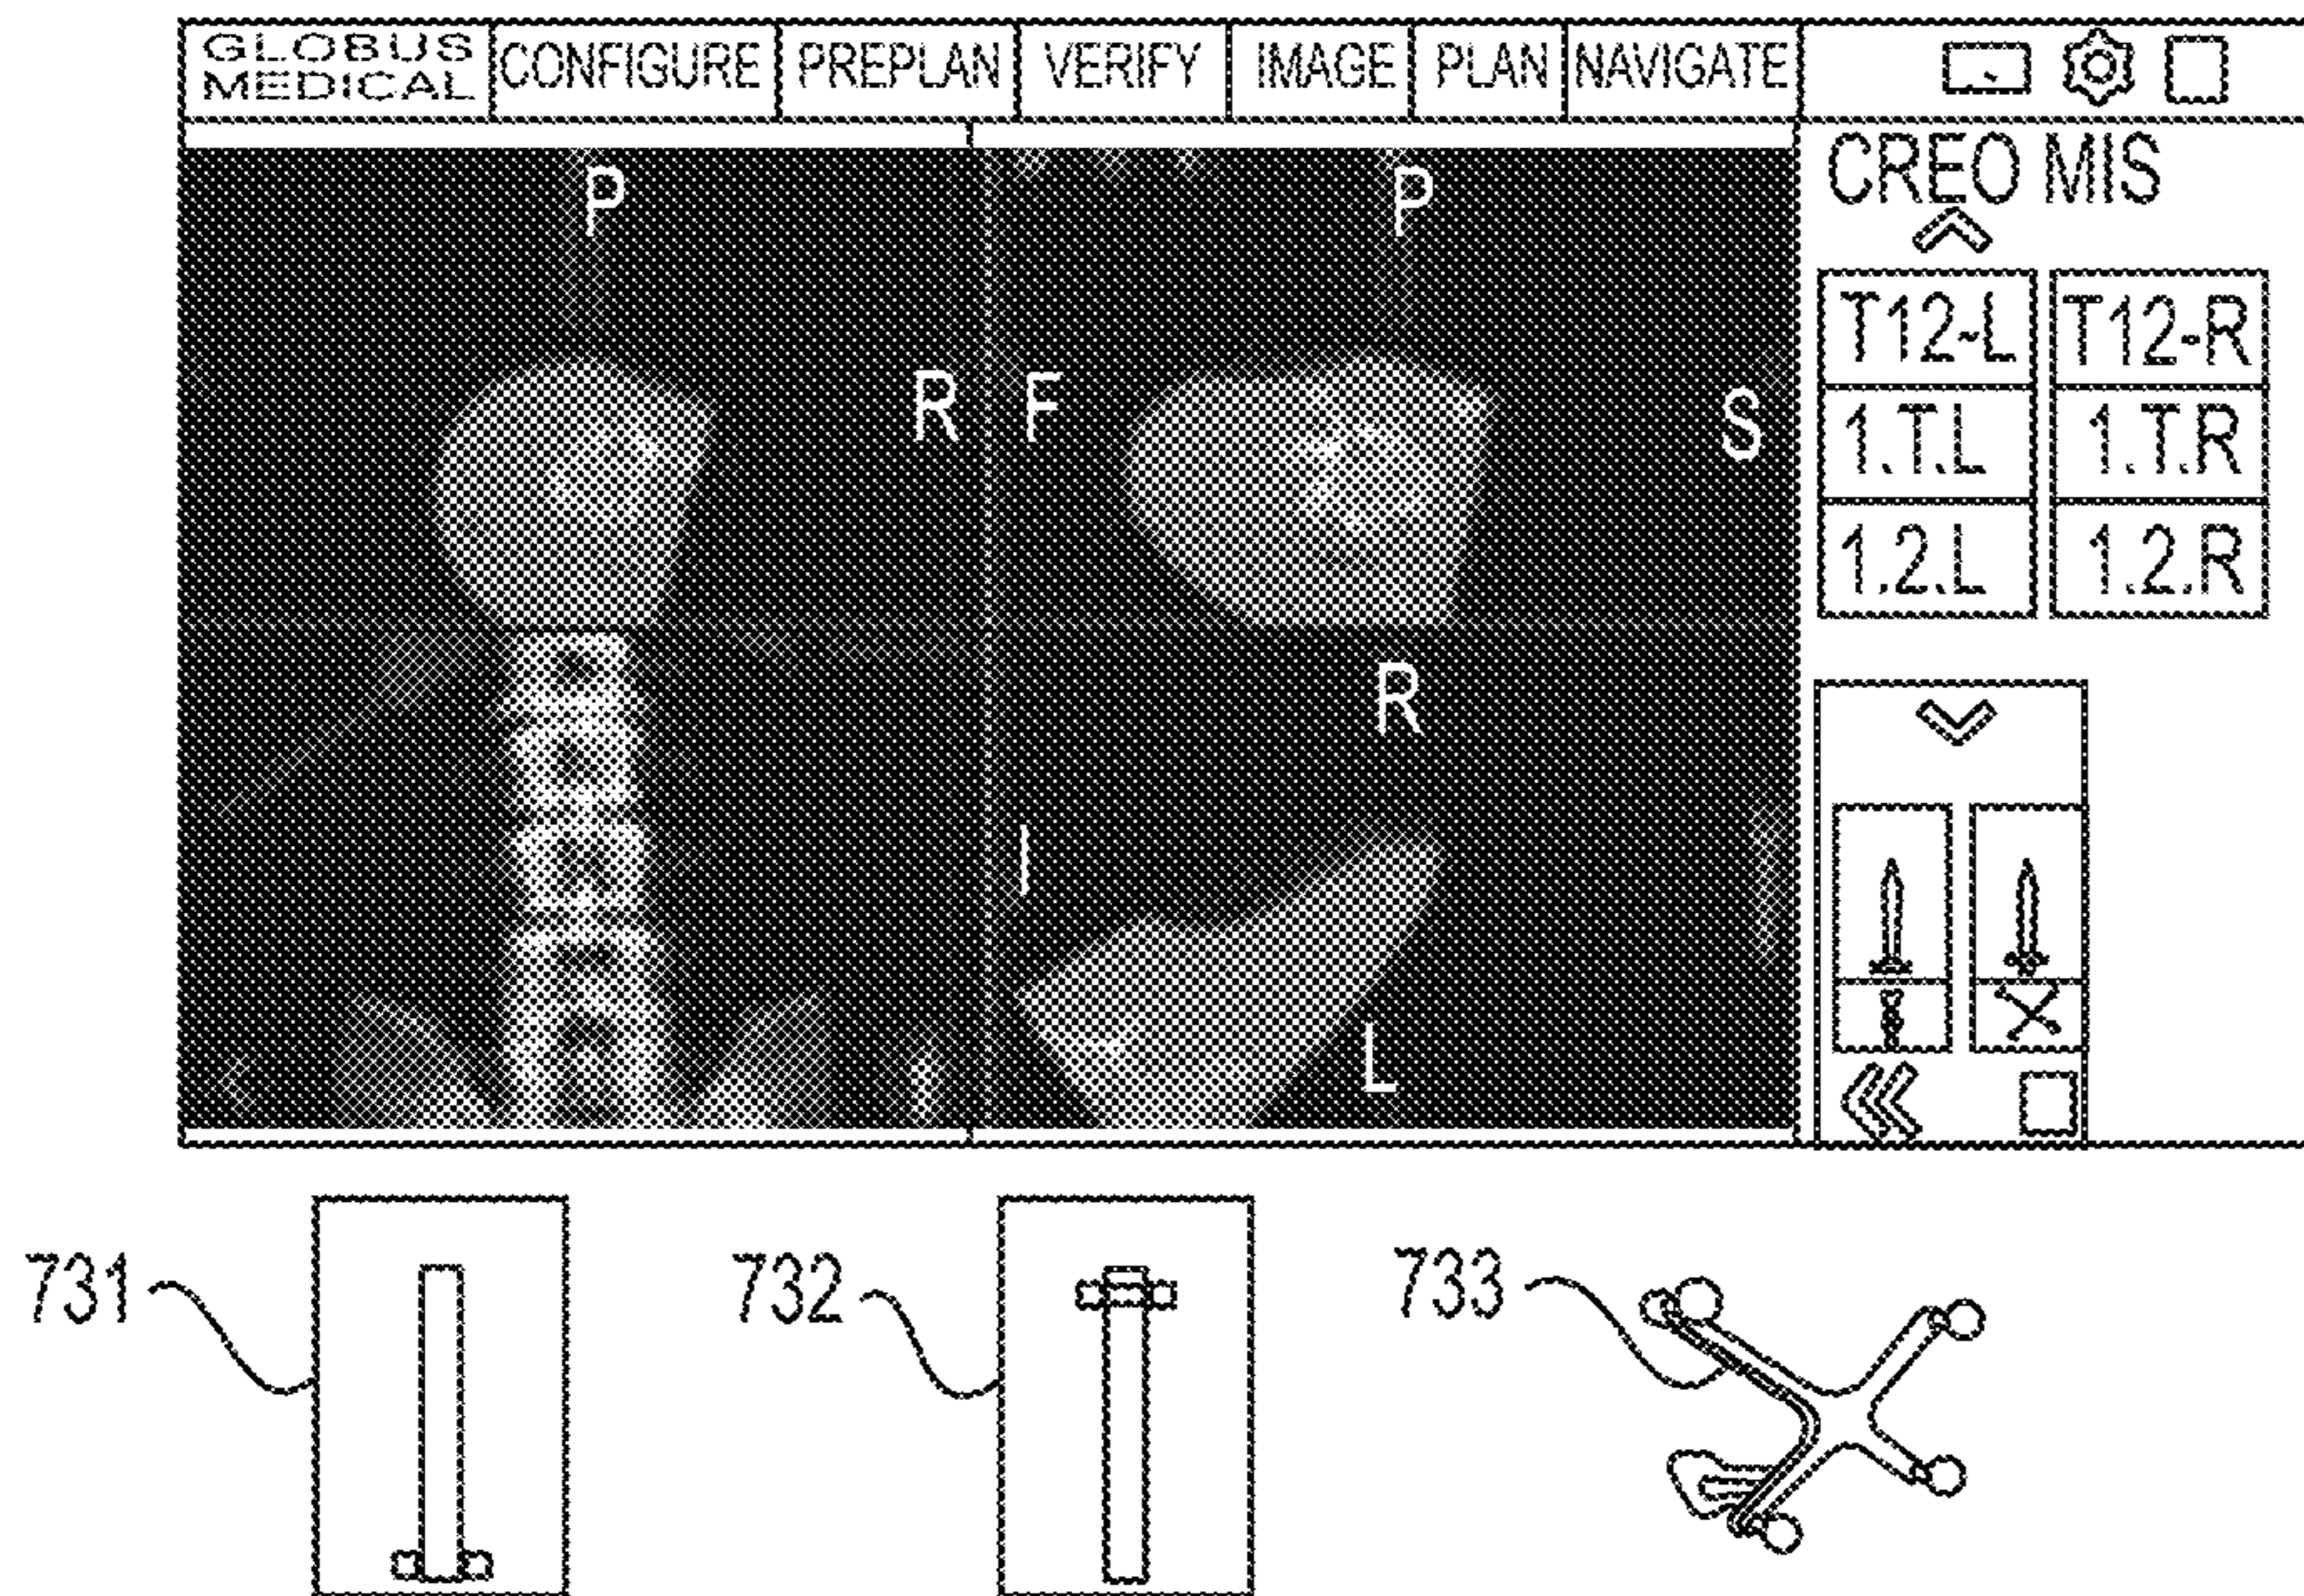 GLOBUS MEDICAL CONFIGURE PREPLAN VERIFY IMAGE PLAN NAVIGATE
CREO MIS
P P
R F S
T12-L T12-R
1.T.L 1.T.R
1.2.L 1.2.R
R
I
L
731 732 733